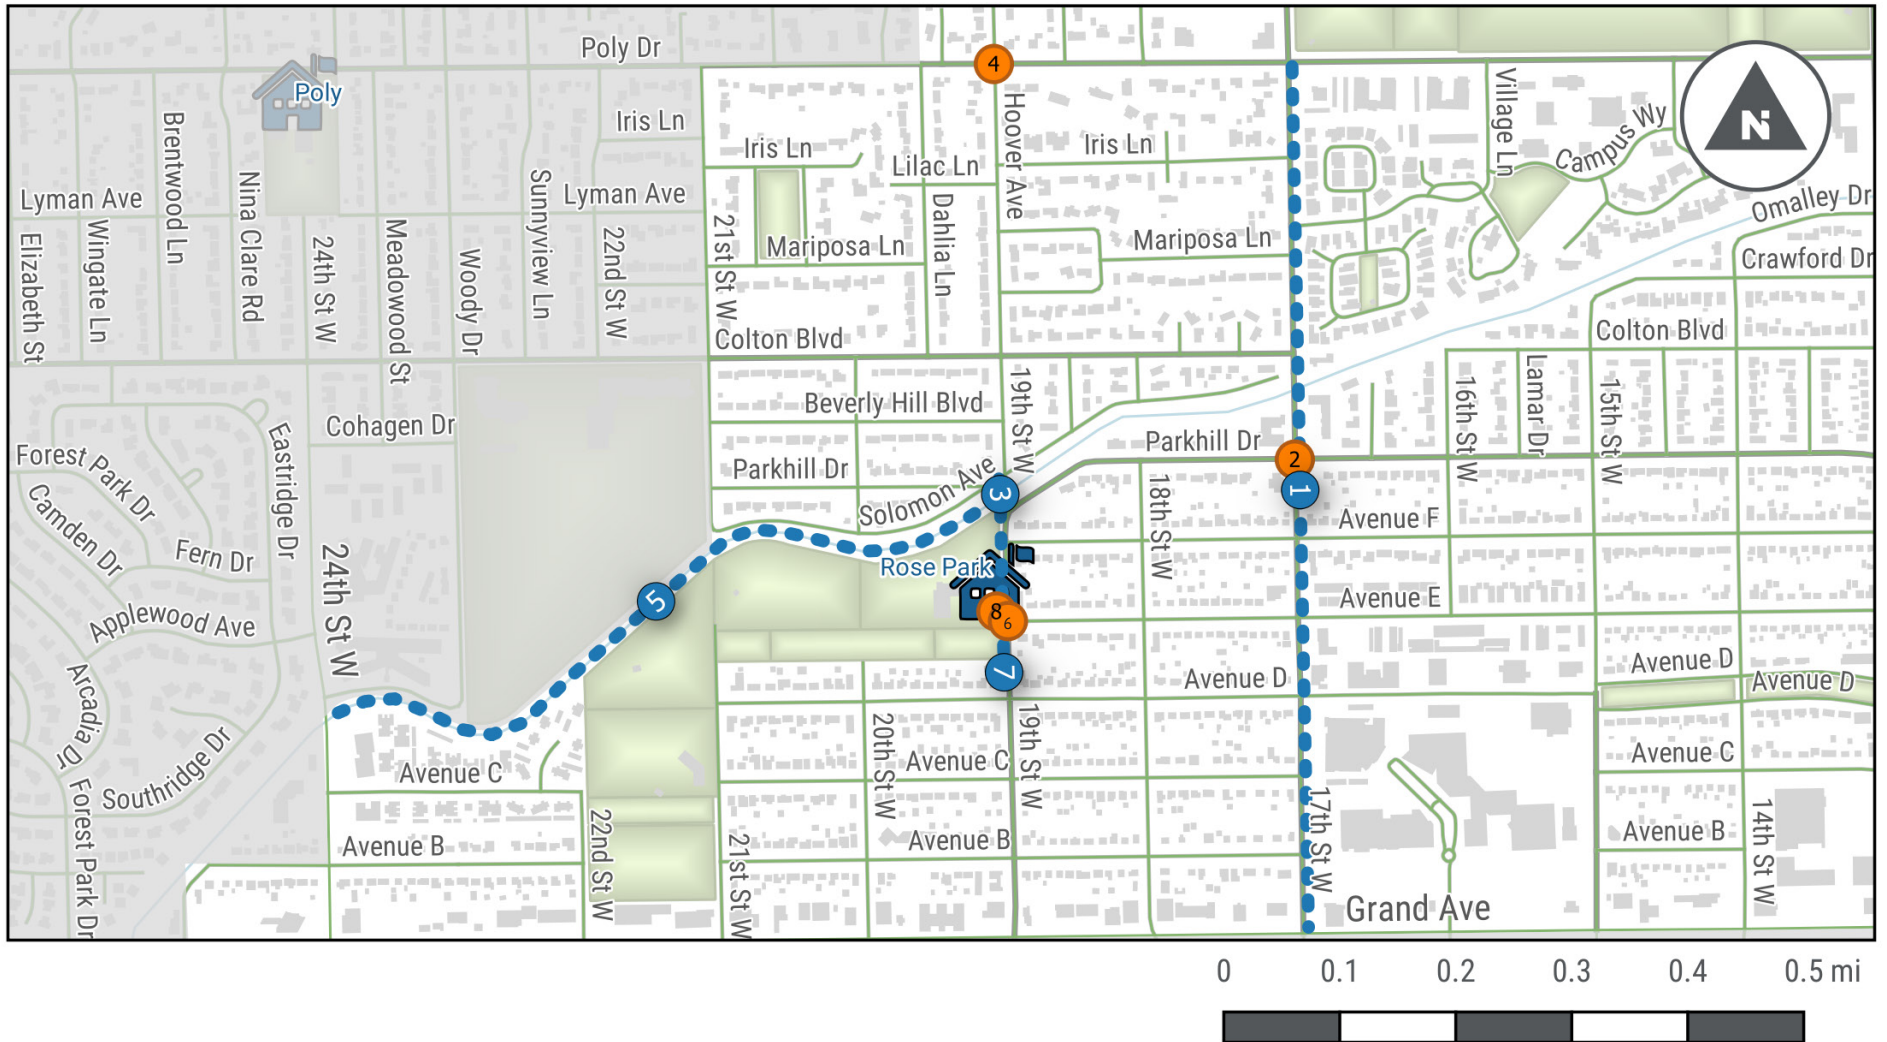 Poly Dr
4
Poly
Iris Ln
Brentwood Ln
Hoover Ave
Village Ln
Campus Wy
N
Iris Ln
Iris Ln
Lilac Ln
Lyman Ave
Nina Clare Rd
Sunnyview Ln
Lyman Ave
Dahlia Ln
Omalley Dr
Elizabeth St
Wingate Ln
24th St W
Meadowood St
Woody Dr
22nd St W
21st St W
Mariposa Ln
Mariposa Ln
Crawford Dr
Colton Blvd
Colton Blvd
Cohagen Dr
Beverly Hill Blvd
19th St W
16th St W
Lamar Dr
15th St W
Forest Park Dr
Eastridge Dr
Parkhill Dr
Parkhill Dr
2
1
Camden Dr
Solomon Ave
3
18th St W
Avenue F
Fern Dr
24th St W
Rose Park
5
Avenue E
8
6
Applewood Ave
7
Arcadia Dr
Avenue D
Avenue D
Avenue D
Southridge Dr
Avenue C
20th St W
Avenue C
19th St W
Avenue C
Forest Park Dr
Avenue B
22nd St W
21st St W
Avenue B
17th St W
Avenue B
14th St W
Grand Ave
0 0.1 0.2 0.3 0.4 0.5 mi